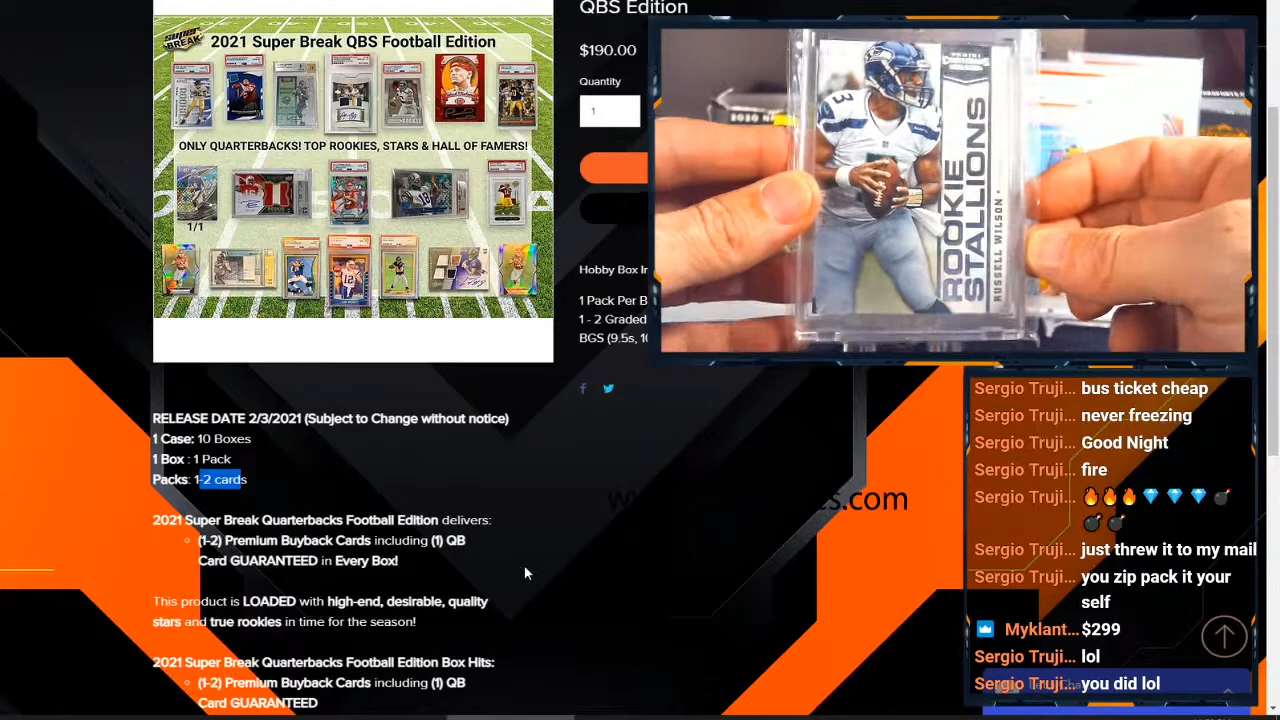 QBS Edition
$190.00
Quantity
1
SUPER BREAK
2021 Super Break QBS Football Edition
ONLY QUARTERBACKS! TOP ROOKIES, STARS & HALL OF FAMERS!
1/1
Hobby Box In
1 Pack Per B
1 - 2 Graded
BGS (9.5s, 10
ROOKIE
STALLIONS
RUSSELL WILSON
RELEASE DATE 2/3/2021 (Subject to Change without notice)
1 Case: 10 Boxes
1 Box : 1 Pack
Packs: 1-2 cards
2021 Super Break Quarterbacks Football Edition delivers:
(1-2) Premium Buyback Cards including (1) QB
Card GUARANTEED in Every Box!
This product is LOADED with high-end, desirable, quality
stars and true rookies in time for the season!
2021 Super Break Quarterbacks Football Edition Box Hits:
(1-2) Premium Buyback Cards including (1) QB
Card GUARANTEED
s.com
Sergio Truji... bus ticket cheap
Sergio Truji... never freezing
Sergio Truji... Good Night
Sergio Truji... fire
Sergio Truji... 🔥🔥🔥💎💎💎💣
💣💣
Sergio Truji... just threw it to my mail
Sergio Truji... you zip pack it your
self
Myklant... $299
Sergio Truji... lol
Sergio Truji... you did lol